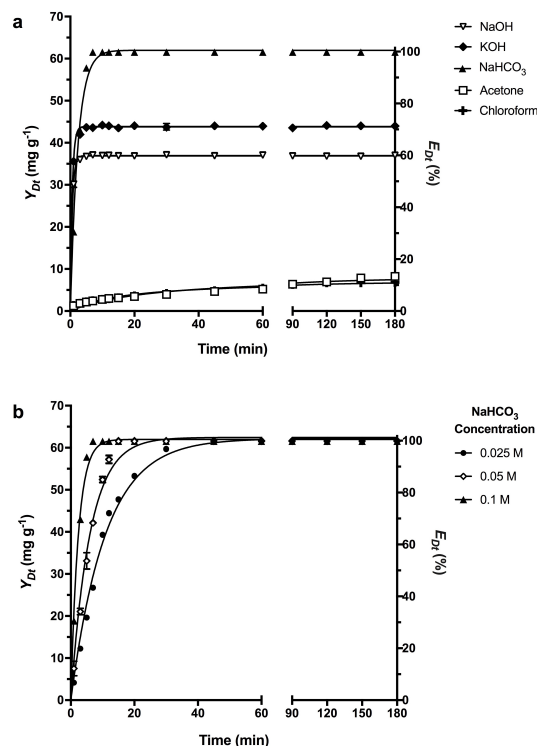 a
70
60
50
40
30
20
10
0
Y_Dt (mg g⁻¹)
100
80
60
40
20
0
E_Dt (%)
0 20 40 60 90 120 150 180
Time (min)
NaOH
KOH
NaHCO₃
Acetone
Chloroform
b
70
60
50
40
30
20
10
0
Y_Dt (mg g⁻¹)
100
80
60
40
20
0
E_Dt (%)
0 20 40 60 90 120 150 180
Time (min)
NaHCO₃
Concentration
0.025 M
0.05 M
0.1 M